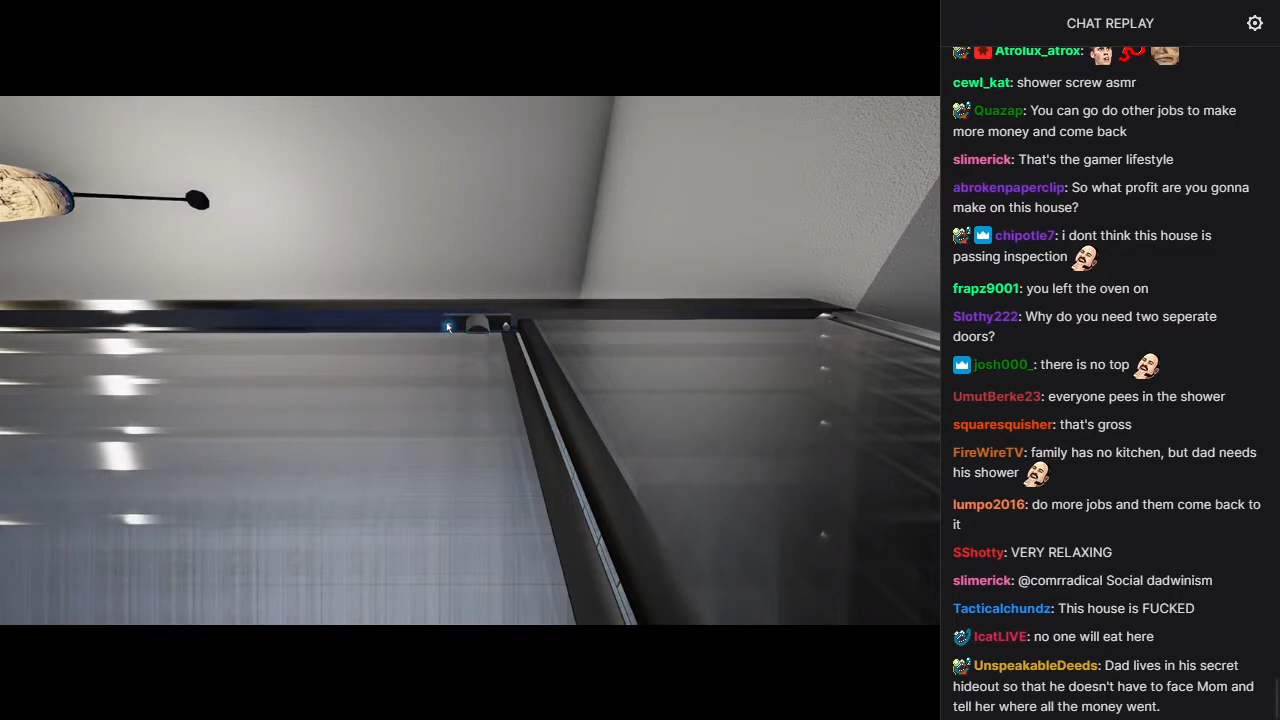 CHAT REPLAY
Atrolux_atrox:
cewl_kat: shower screw asmr
Quazap: You can go do other jobs to make
more money and come back
slimerick: That's the gamer lifestyle
abrokenpaperclip: So what profit are you gonna
make on this house?
chipotle7: i dont think this house is
passing inspection
frapz9001: you left the oven on
Slothy222: Why do you need two seperate
doors?
josh000_: there is no top
UmutBerke23: everyone pees in the shower
squaresquisher: that's gross
FireWireTV: family has no kitchen, but dad needs
his shower
lumpo2016: do more jobs and them come back to
it
SShotty: VERY RELAXING
slimerick: @comrradical Social dadwinism
Tacticalchundz: This house is FUCKED
IcatLIVE: no one will eat here
UnspeakableDeeds: Dad lives in his secret
hideout so that he doesn't have to face Mom and
tell her where all the money went.